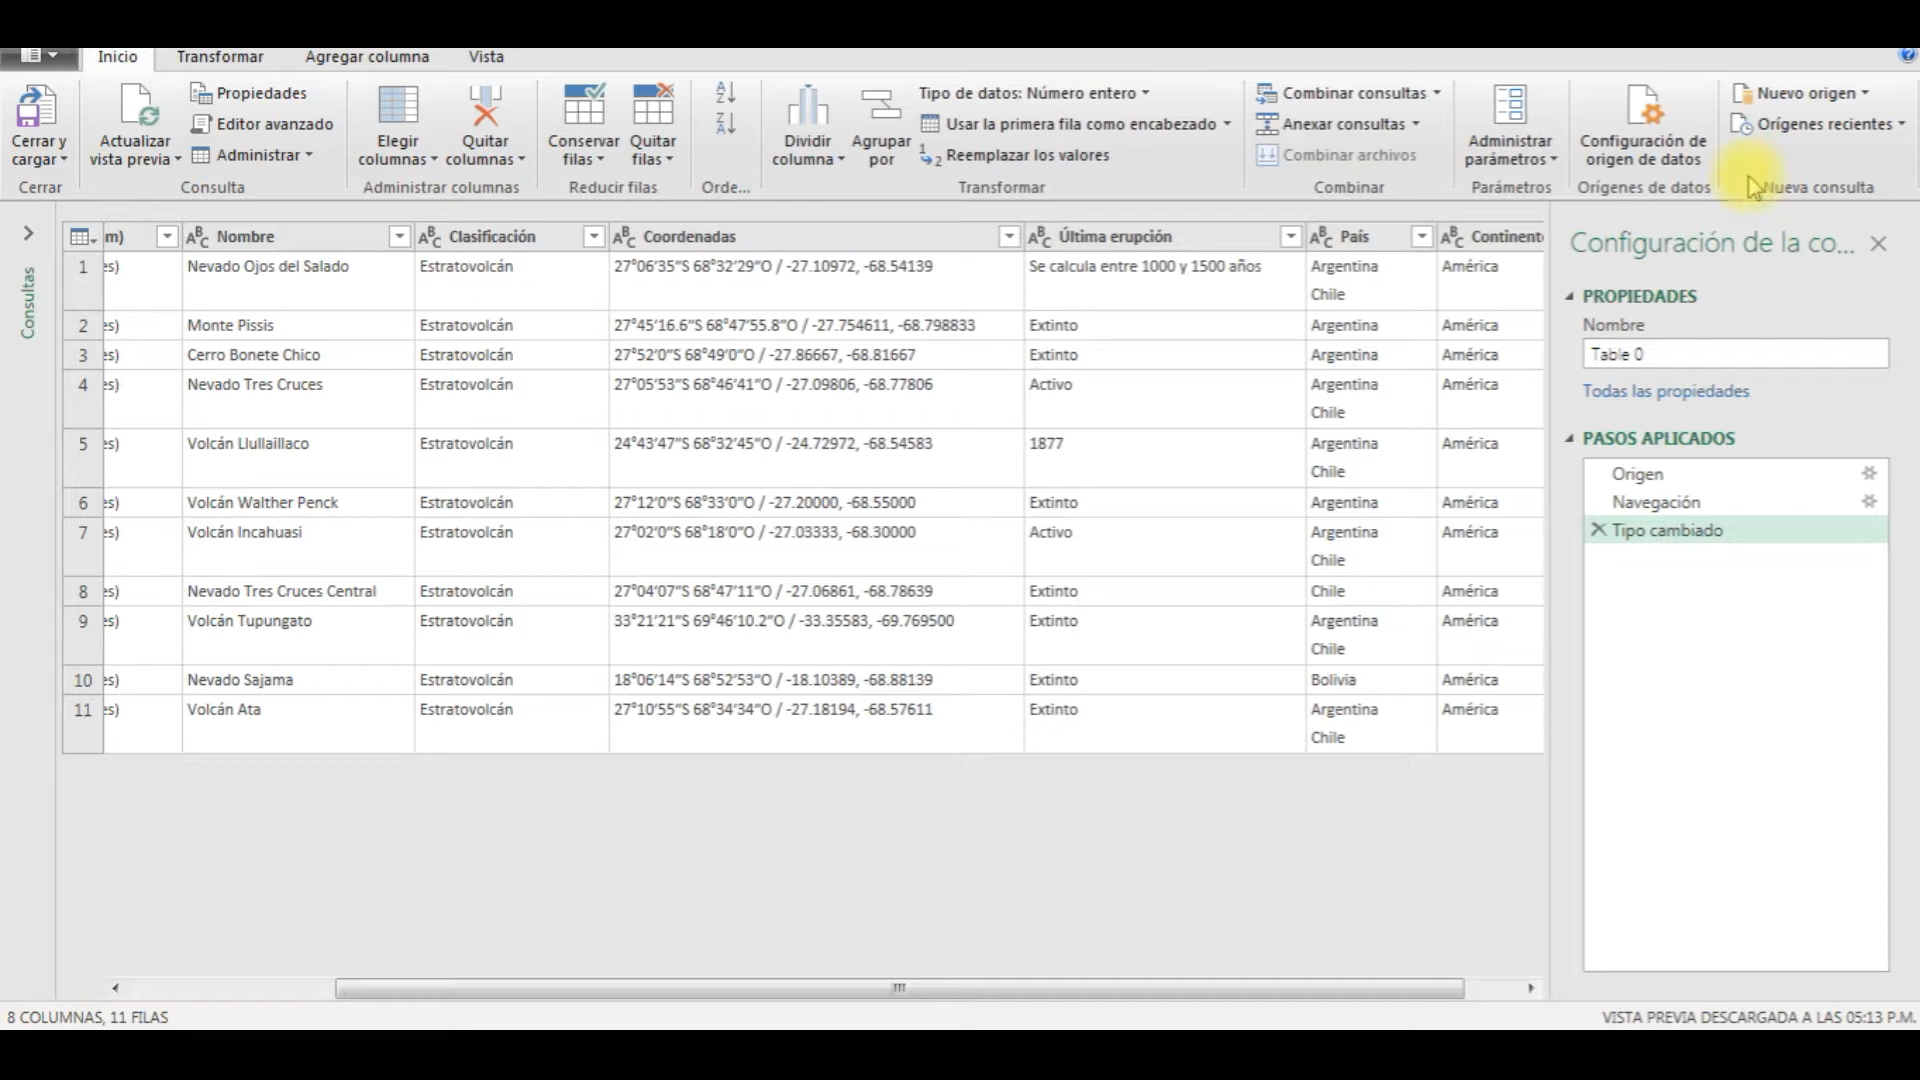 Inicio Transformar Agregar columna Vista
Cerrar y cargar
Actualizar vista previa
Propiedades
Editor avanzado
Administrar
Elegir columnas
Quitar columnas
Conservar filas
Quitar filas
Dividir columna
Agrupar por
Tipo de datos: Número entero
Usar la primera fila como encabezado
Reemplazar los valores
Combinar consultas
Anexar consultas
Combinar archivos
Administrar parámetros
Configuración de origen de datos
Nuevo origen
Orígenes recientes
Cerrar Consulta Administrar columnas Reducir filas Orde... Transformar Combinar Parámetros Orígenes de datos Nueva consulta
Consultas
m) Nombre Clasificación Coordenadas Última erupción País Continent
1 es) Nevado Ojos del Salado Estratovolcán 27°06′35″S 68°32′29″O / -27.10972, -68.54139 Se calcula entre 1000 y 1500 años Argentina América
Chile
2 es) Monte Pissis Estratovolcán 27°45′16.6″S 68°47′55.8″O / -27.754611, -68.798833 Extinto Argentina América
3 es) Cerro Bonete Chico Estratovolcán 27°52′0″S 68°49′0″O / -27.86667, -68.81667 Extinto Argentina América
4 es) Nevado Tres Cruces Estratovolcán 27°05′53″S 68°46′41″O / -27.09806, -68.77806 Activo Argentina América
Chile
5 es) Volcán Llullaillaco Estratovolcán 24°43′47″S 68°32′45″O / -24.72972, -68.54583 1877 Argentina América
Chile
6 es) Volcán Walther Penck Estratovolcán 27°12′0″S 68°33′0″O / -27.20000, -68.55000 Extinto Argentina América
7 es) Volcán Incahuasi Estratovolcán 27°02′0″S 68°18′0″O / -27.03333, -68.30000 Activo Argentina América
Chile
8 es) Nevado Tres Cruces Central Estratovolcán 27°04′07″S 68°47′11″O / -27.06861, -68.78639 Extinto Chile América
9 es) Volcán Tupungato Estratovolcán 33°21′21″S 69°46′10.2″O / -33.35583, -69.769500 Extinto Argentina América
Chile
10 es) Nevado Sajama Estratovolcán 18°06′14″S 68°52′53″O / -18.10389, -68.88139 Extinto Bolivia América
11 es) Volcán Ata Estratovolcán 27°10′55″S 68°34′34″O / -27.18194, -68.57611 Extinto Argentina América
Chile
Configuración de la co...
PROPIEDADES
Nombre
Table 0
Todas las propiedades
PASOS APLICADOS
Origen
Navegación
Tipo cambiado
8 COLUMNAS, 11 FILAS
VISTA PREVIA DESCARGADA A LAS 05:13 P.M.